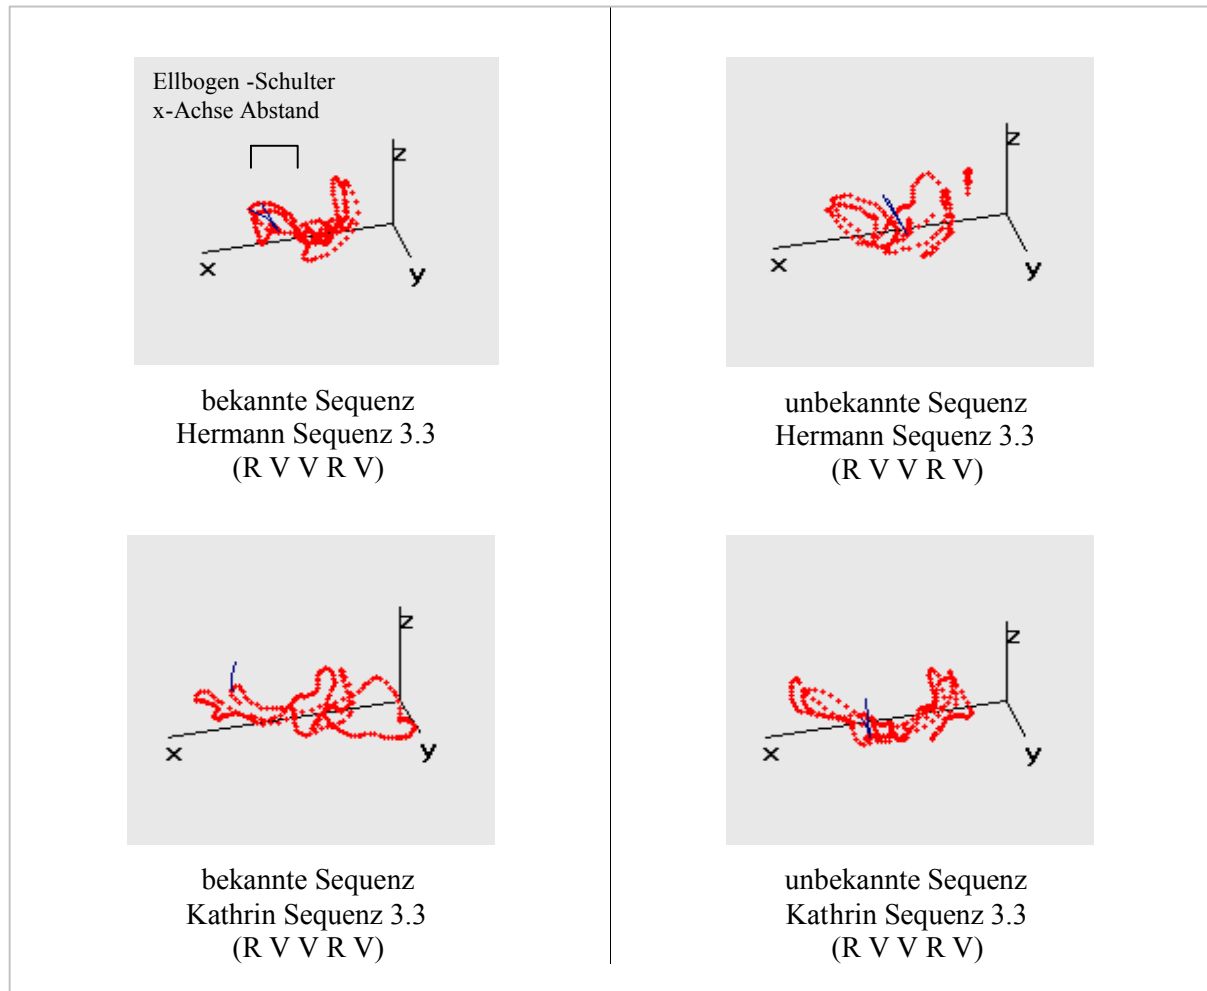 Ellbogen -Schulter
x-Achse Abstand
z
x
y
bekannte Sequenz
Hermann Sequenz 3.3
(R V V R V)
z
x
y
unbekannte Sequenz
Hermann Sequenz 3.3
(R V V R V)
z
x
y
bekannte Sequenz
Kathrin Sequenz 3.3
(R V V R V)
z
x
y
unbekannte Sequenz
Kathrin Sequenz 3.3
(R V V R V)